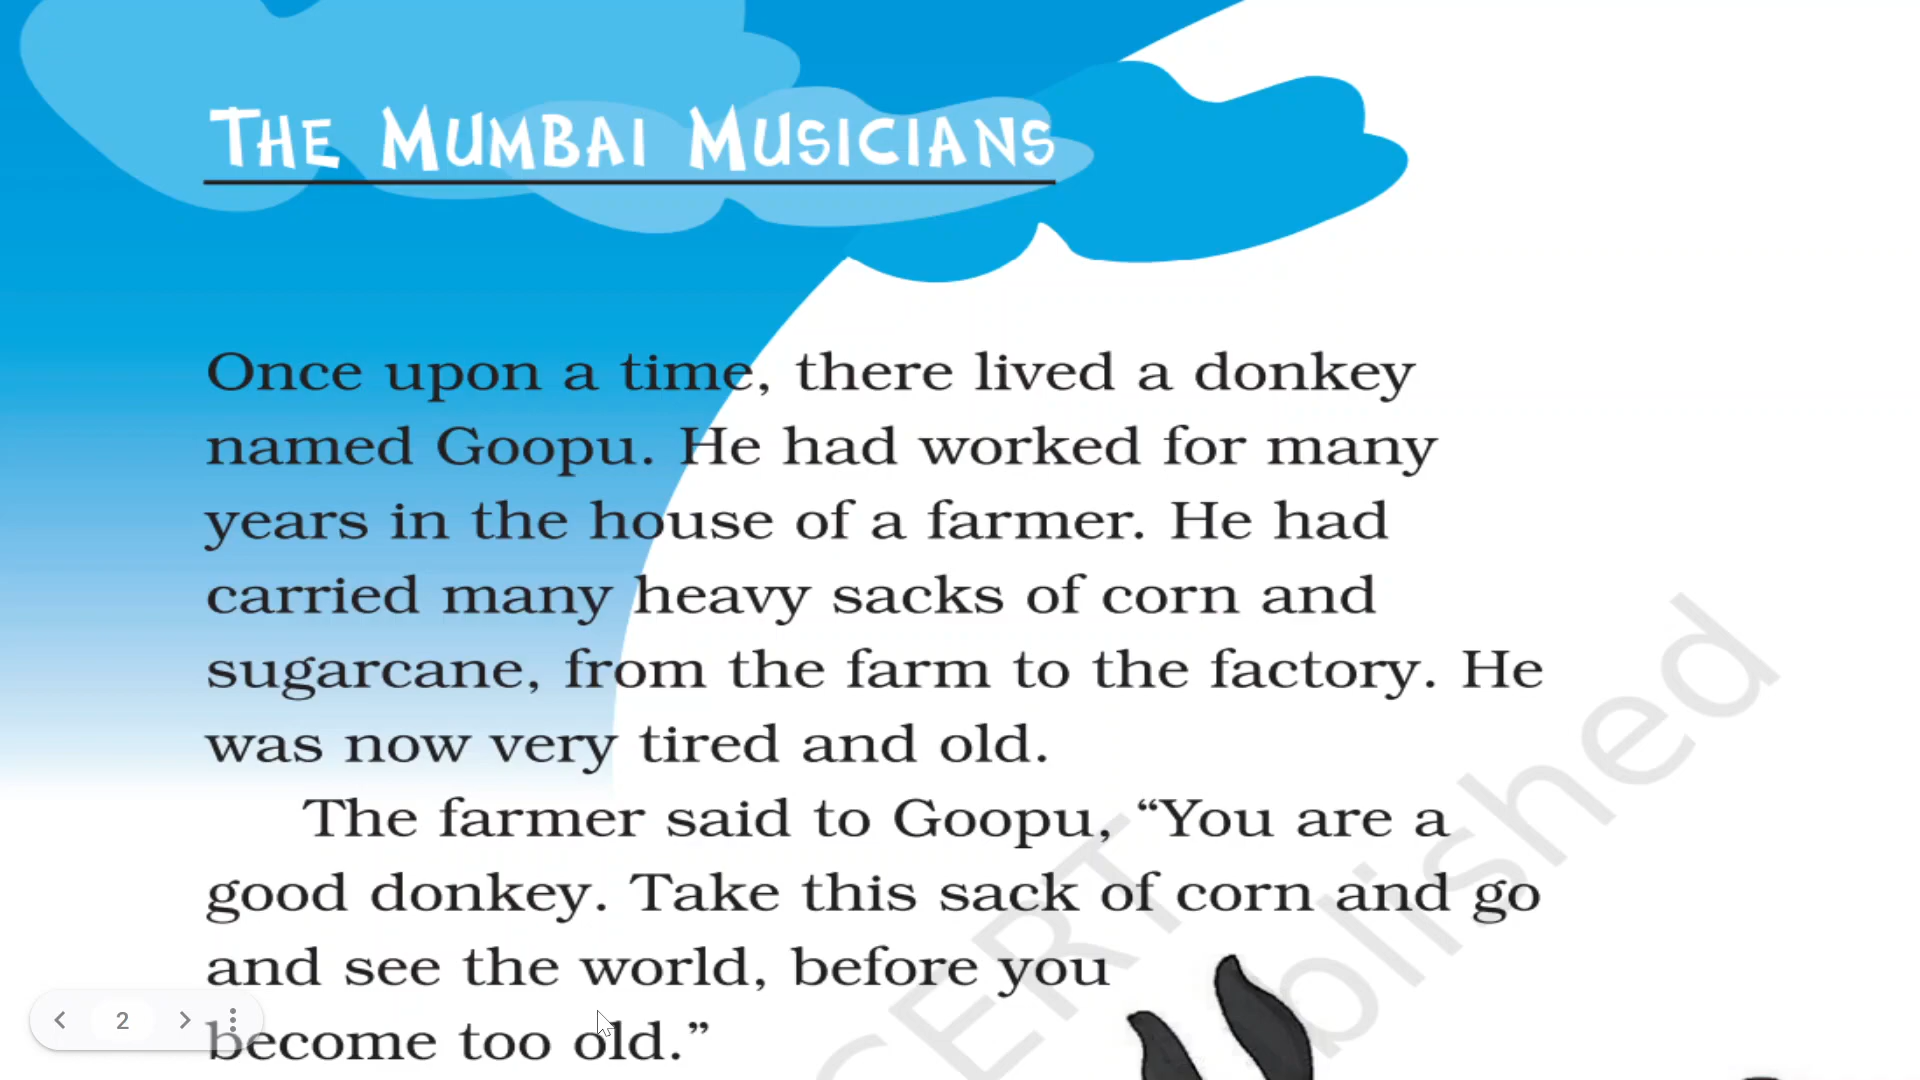 THE MUMBAI MUSICIANS
Once upon a time, there lived a donkey
named Goopu. He had worked for many
years in the house of a farmer. He had
carried many heavy sacks of corn and
sugarcane, from the farm to the factory. He
was now very tired and old.
The farmer said to Goopu, “You are a
good donkey. Take this sack of corn and go
and see the world, before you
become too old.”
2